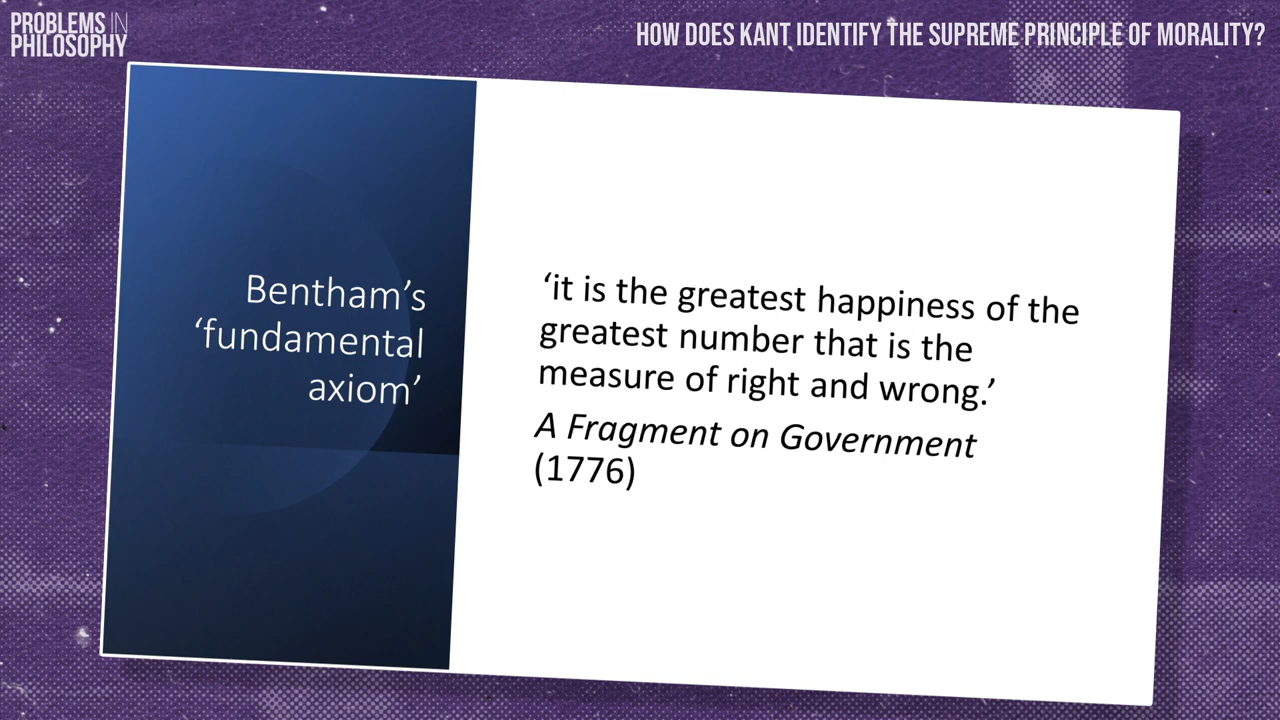 PROBLEMS IN
PHILOSOPHY
HOW DOES KANT IDENTIFY THE SUPREME PRINCIPLE OF MORALITY?
Bentham’s
‘fundamental
axiom’
‘it is the greatest happiness of the
greatest number that is the
measure of right and wrong.’
A Fragment on Government
(1776)